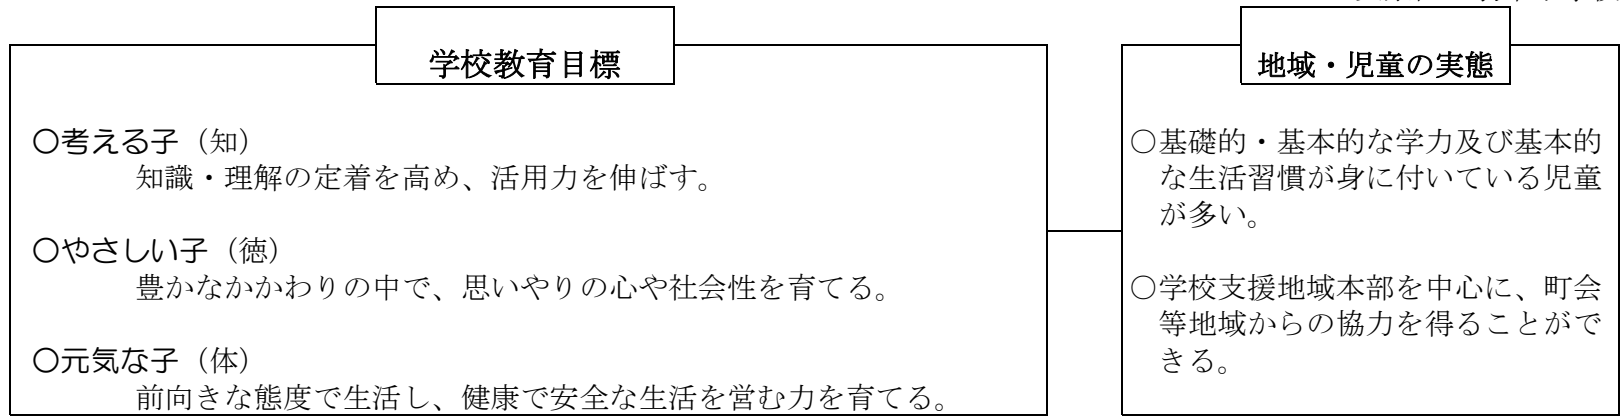 学校教育目標
○考える子（知）
知識・理解の定着を高め、活用力を伸ばす。
○やさしい子（徳）
豊かなかかわりの中で、思いやりの心や社会性を育てる。
○元気な子（体）
前向きな態度で生活し、健康で安全な生活を営む力を育てる。
地域・児童の実態
○基礎的・基本的な学力及び基本的
な生活習慣が身に付いている児童
が多い。
○学校支援地域本部を中心に、町会
等地域からの協力を得ることがで
きる。